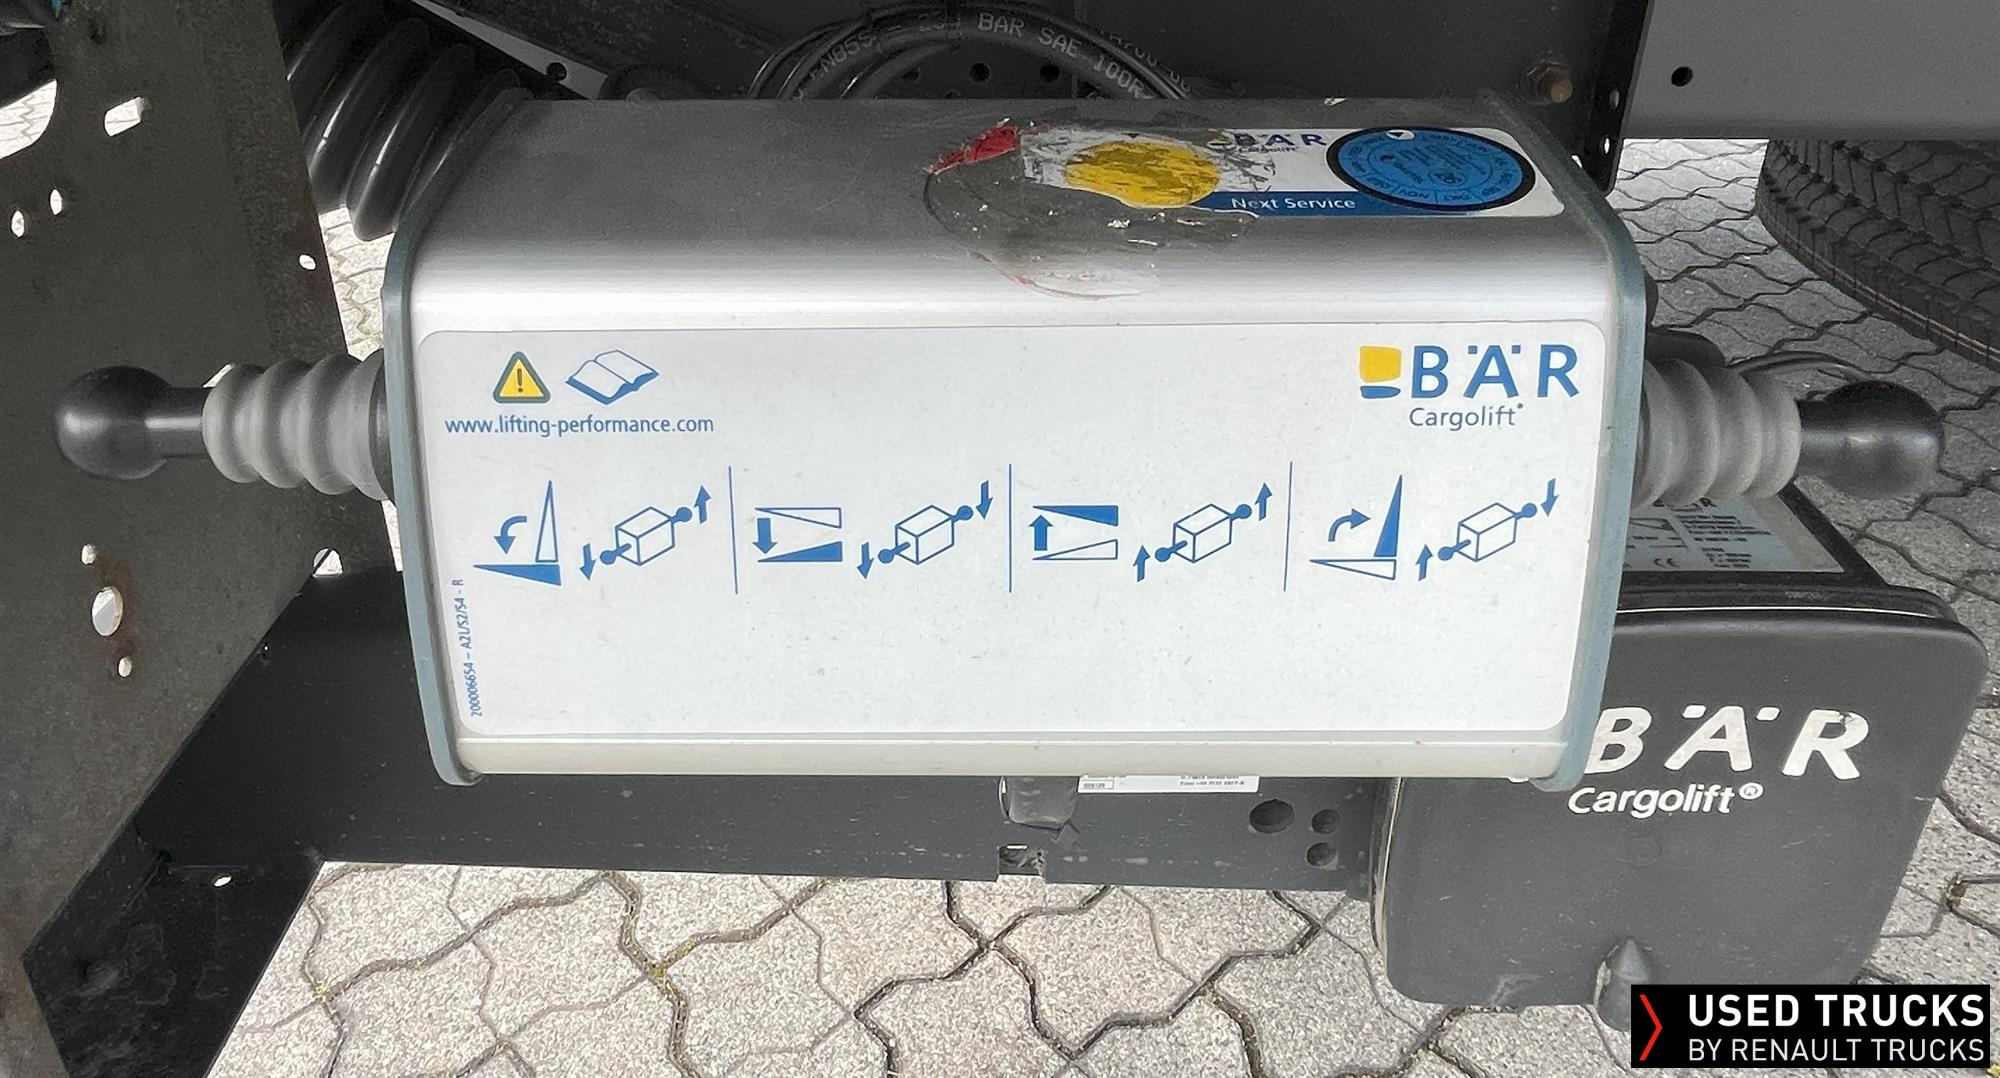 BAR SAE 100R
BÄR
Cargolift
Next Service
www.lifting-performance.com
BÄR
Cargolift
200006654 - A2L/S2/S4 - R
BÄR
Cargolift®
USED TRUCKS
BY RENAULT TRUCKS